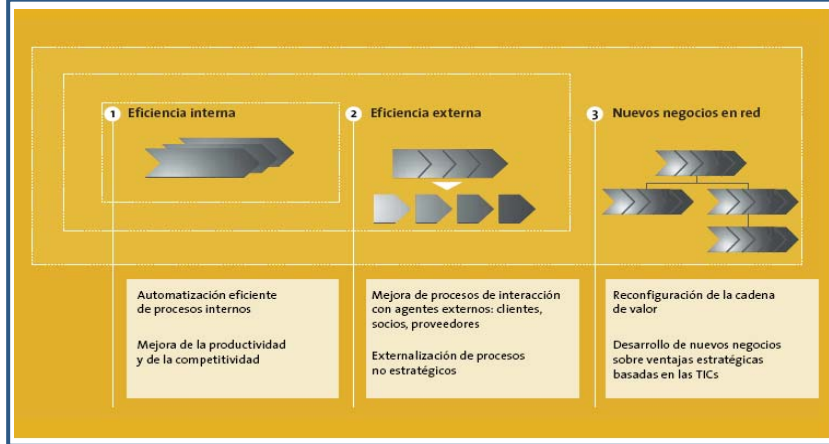 1 Eficiencia interna
2 Eficiencia externa
3 Nuevos negocios en red
Automatización eficiente
de procesos internos
Mejora de la productividad
y de la competitividad
Mejora de procesos de interacción
con agentes externos: clientes,
socios, proveedores
Externalización de procesos
no estratégicos
Reconfiguración de la cadena
de valor
Desarrollo de nuevos negocios
sobre ventajas estratégicas
basadas en las TICs